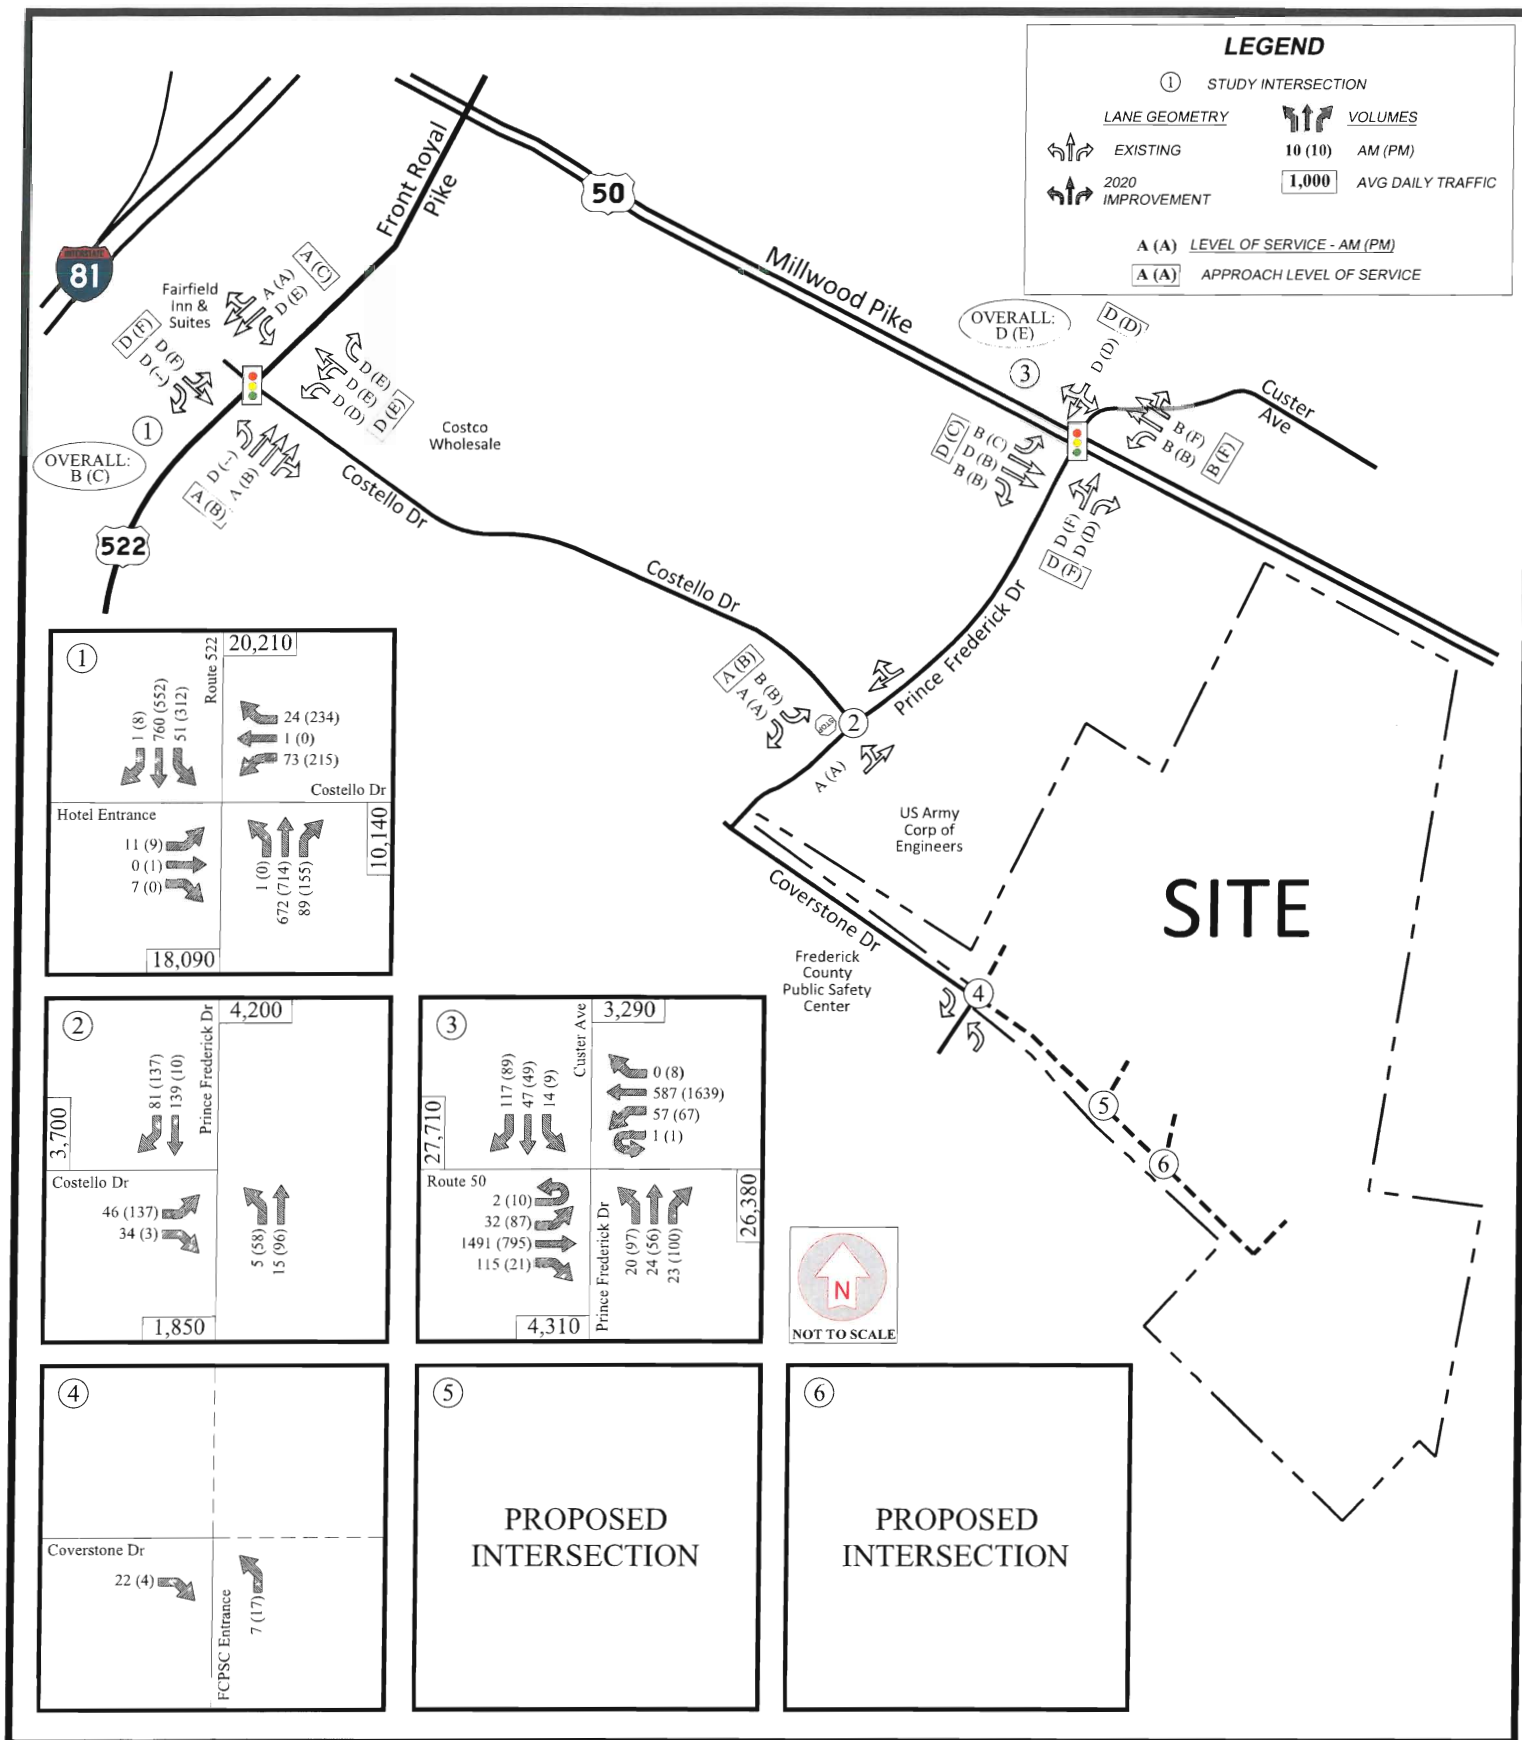 LEGEND
1 STUDY INTERSECTION
LANE GEOMETRY
VOLUMES
EXISTING
10 (10) AM (PM)
2020
IMPROVEMENT
1,000 AVG DAILY TRAFFIC
A (A) LEVEL OF SERVICE - AM (PM)
A (A) APPROACH LEVEL OF SERVICE
INTERSTATE
81
Front Royal
Pike
50
Millwood Pike
Fairfield
Inn &
Suites
A (C)
A (A)
D (E)
D (F)
D (F)
D (--)
D (E)
D (E)
D (D)
D (E)
1
OVERALL:
B (C)
D (--)
A (B)
A (B)
Costco
Wholesale
522
Costello Dr
Costello Dr
OVERALL:
D (E)
3
D (D)
D (D)
Custer
Ave
D (C)
B (C)
D (B)
B (B)
B (F)
B (B)
B (F)
D (F)
D (D)
D (F)
Prince Frederick Dr
A (B)
B (B)
A (A)
STOP
2
A (A)
US Army
Corp of
Engineers
SITE
Coverstone Dr
Frederick
County
Public Safety
Center
4
5
6
1
Route 522
20,210
1 (8)
760 (552)
51 (312)
24 (234)
1 (0)
73 (215)
Costello Dr
Hotel Entrance
11 (9)
0 (1)
7 (0)
1 (0)
672 (714)
89 (155)
10,140
18,090
2
Prince Frederick Dr
4,200
81 (137)
139 (10)
3,700
Costello Dr
46 (137)
34 (3)
5 (58)
15 (96)
1,850
3
Custer Ave
3,290
117 (89)
47 (49)
14 (9)
0 (8)
587 (1639)
57 (67)
1 (1)
27,710
Route 50
2 (10)
32 (87)
1491 (795)
115 (21)
Prince Frederick Dr
20 (97)
24 (56)
23 (100)
26,380
4,310
N
NOT TO SCALE
4
Coverstone Dr
22 (4)
FCPSC Entrance
7 (17)
5
PROPOSED
INTERSECTION
6
PROPOSED
INTERSECTION